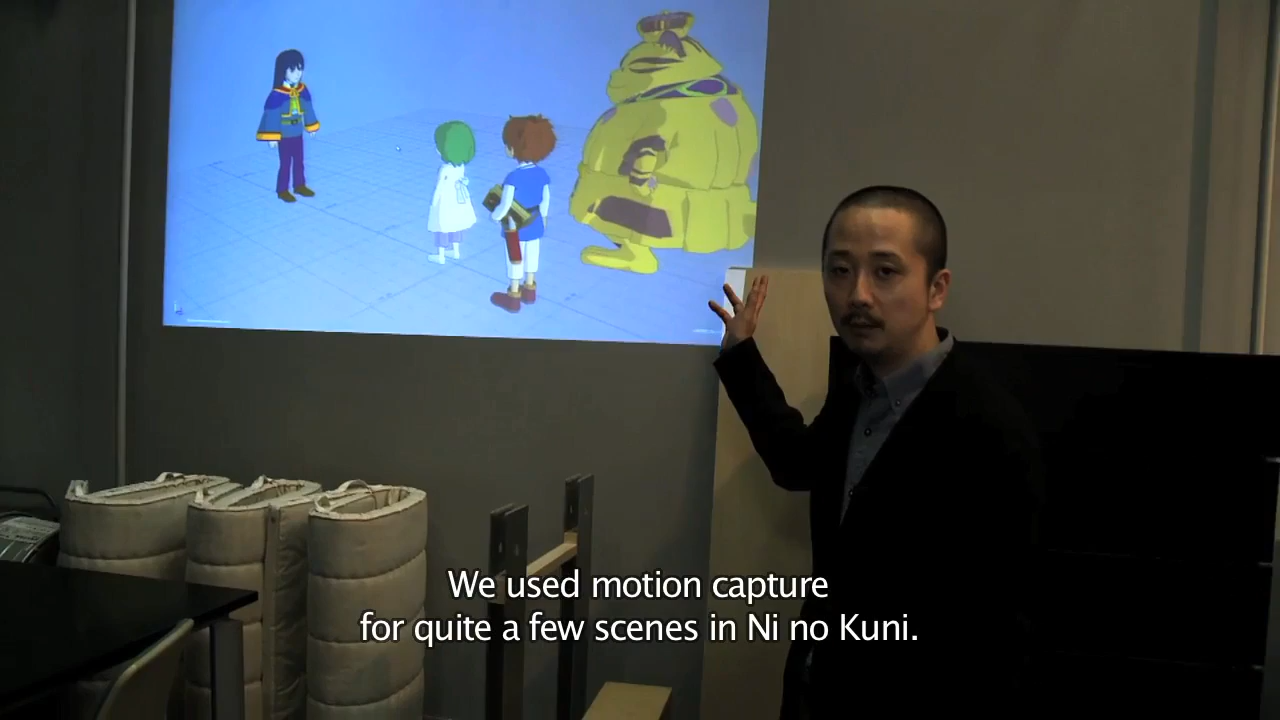 We used motion capture
for quite a few scenes in Ni no Kuni.